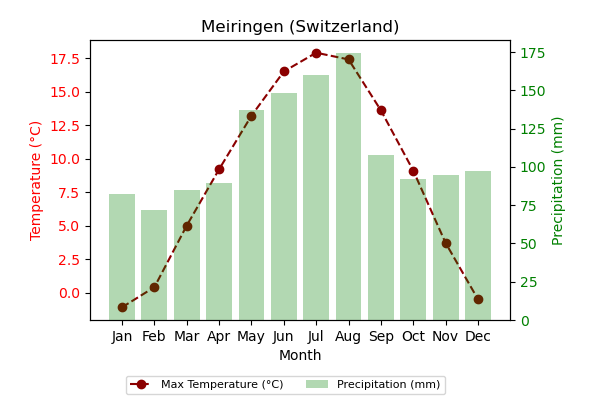 Meiringen (Switzerland)
17.5
15.0
12.5
10.0
7.5
5.0
2.5
0.0
Temperature (°C)
175
150
125
100
75
50
25
0
Precipitation (mm)
Jan Feb Mar Apr May Jun Jul Aug Sep Oct Nov Dec
Month
Max Temperature (°C) Precipitation (mm)